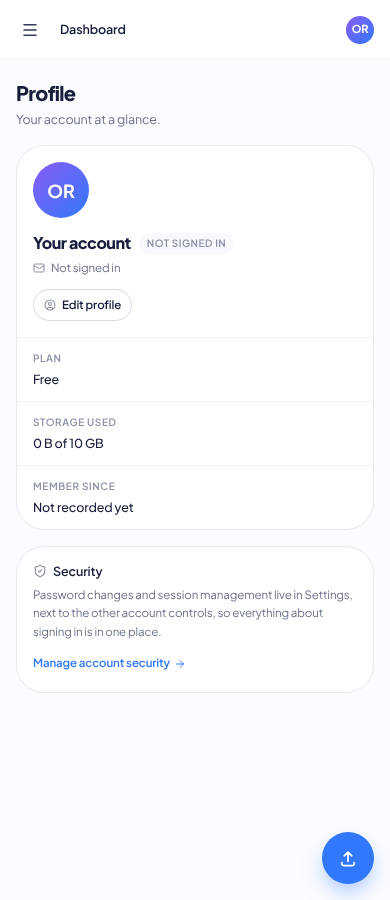 Dashboard
OR
Profile
Your account at a glance.
OR
Your account NOT SIGNED IN
Not signed in
Edit profile
PLAN
Free
STORAGE USED
0 B of 10 GB
MEMBER SINCE
Not recorded yet
Security
Password changes and session management live in Settings,
next to the other account controls, so everything about
signing in is in one place.
Manage account security →